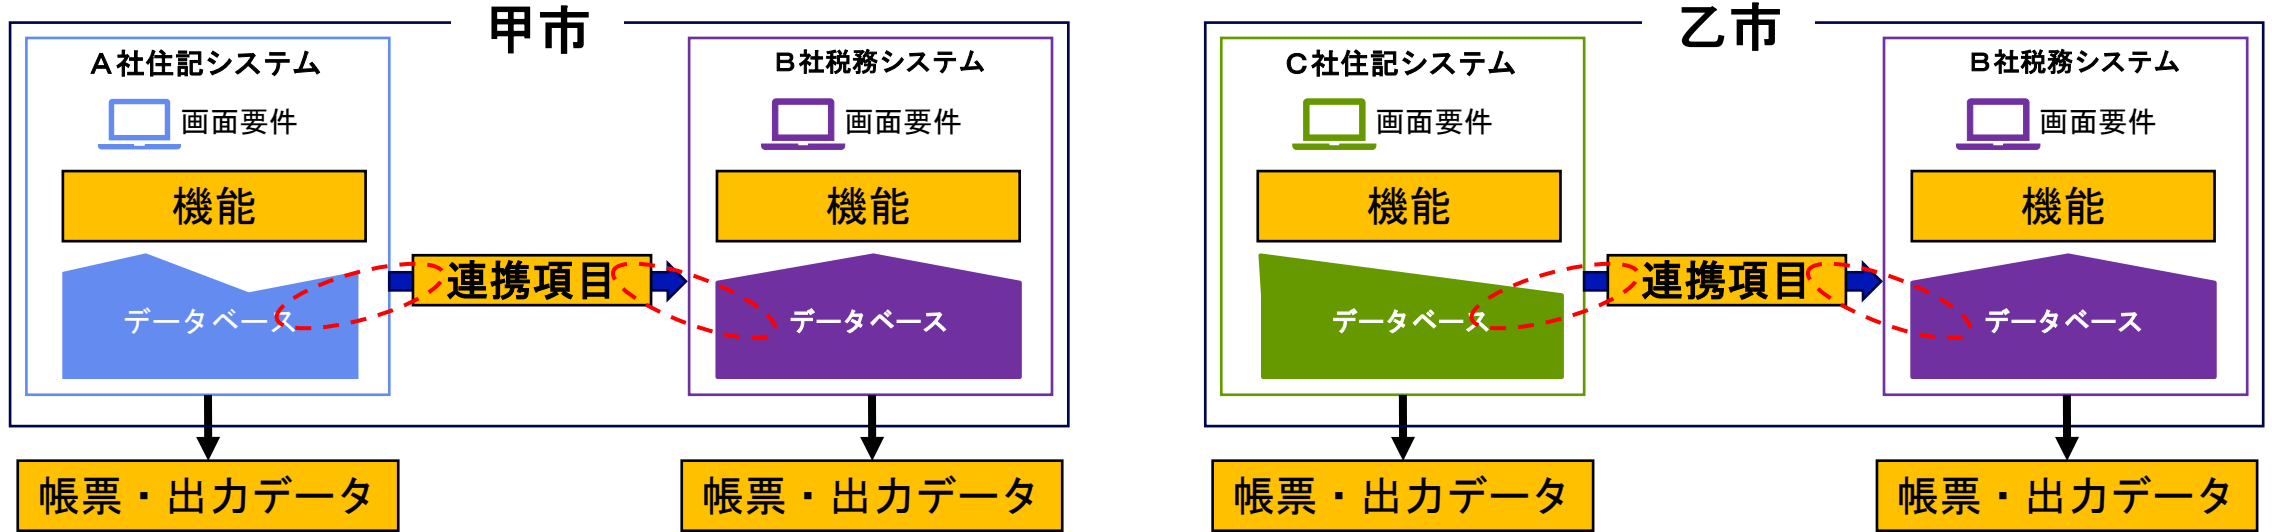 甲市
A社住記システム
画面要件
機能
データベース
連携項目
B社税務システム
画面要件
機能
データベース
帳票・出力データ
帳票・出力データ
乙市
C社住記システム
画面要件
機能
データベース
連携項目
B社税務システム
画面要件
機能
データベース
帳票・出力データ
帳票・出力データ